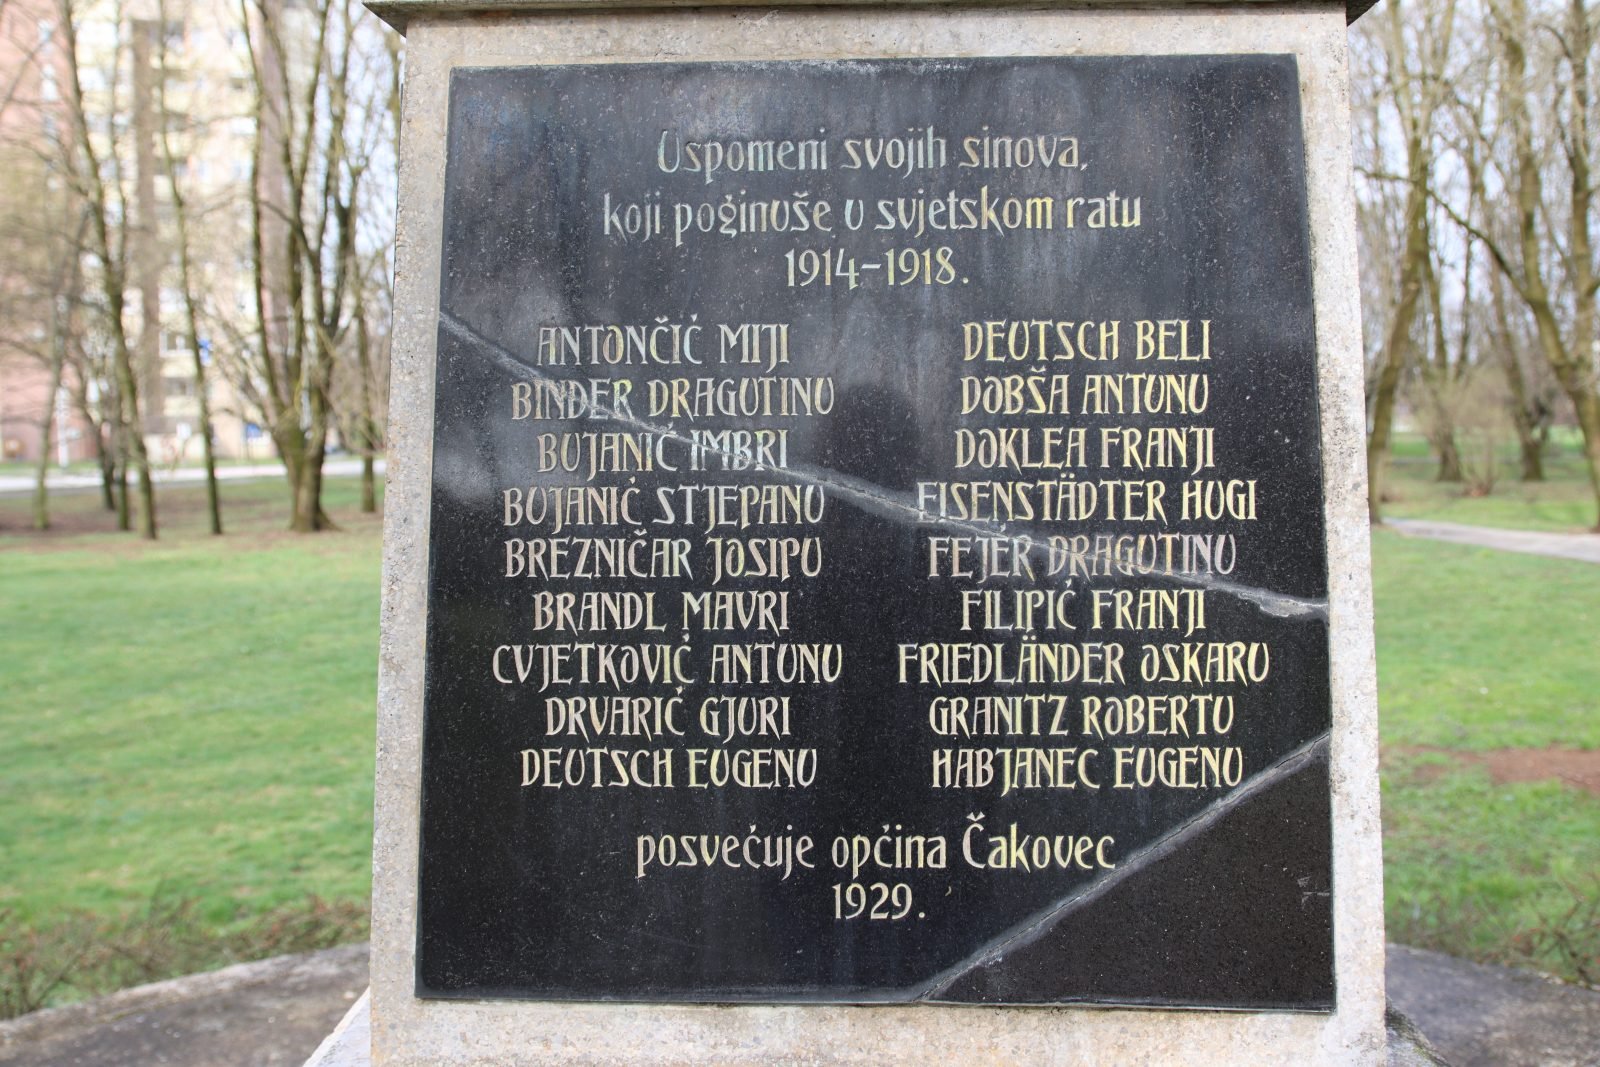 Uspomeni svojih sinova,
koji poginuše u svjetskom ratu
1914-1918.
ANTONČIĆ MIJI
BINDER DRAGUTINU
BUJANIĆ IMBRI
BUJANIĆ STJEPANU
BREZNIČAR JOSIPU
BRANDL MAVRI
CVJETKOVIĆ ANTUNU
DRVARIĆ GJURI
DEUTSCH EUGENU
DEUTSCH BELI
DOBŠA ANTUNU
DOKLEA FRANJI
EISENSTÄDTER HUGI
FEJÉR DRAGUTINU
FILIPIĆ FRANJI
FRIEDLÄNDER OSKARU
GRANITZ ROBERTU
HABJANEC EUGENU
posvećuje općina Čakovec
1929.